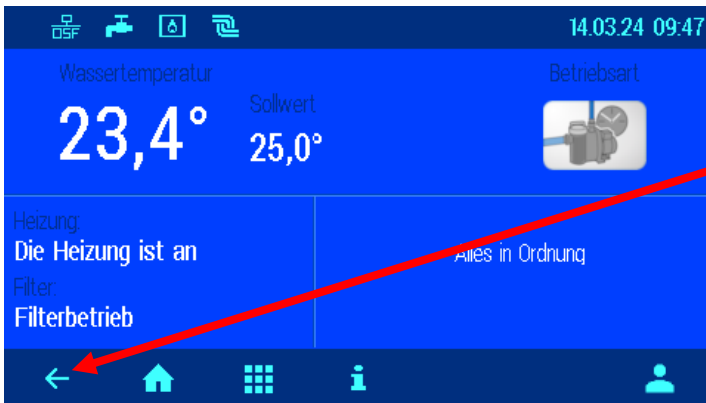 OSF
14.03.24 09:47
Wassertemperatur
Betriebsart
23,4°
Sollwert
25,0°
Heizung:
Die Heizung ist an
Alles in Ordnung
Filter:
Filterbetrieb